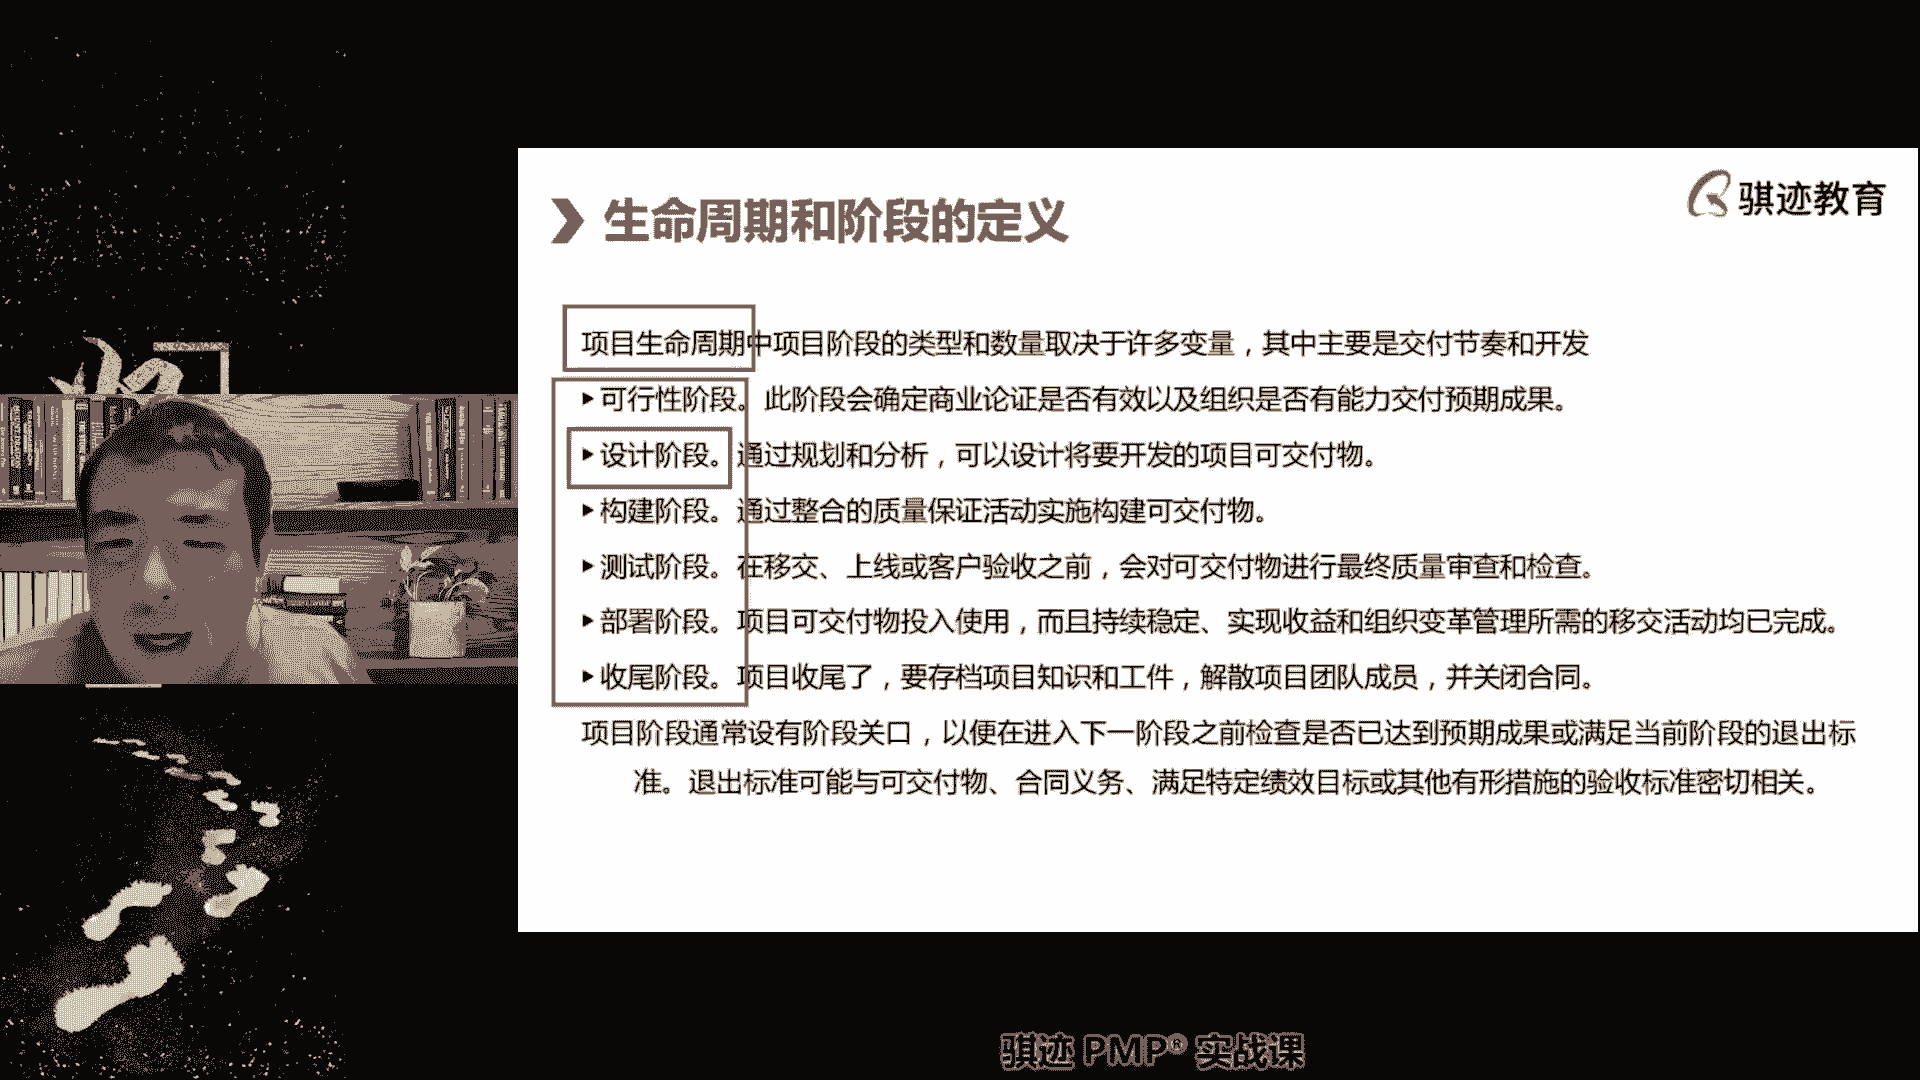 骐迹教育
生命周期和阶段的定义
项目生命周期中项目阶段的类型和数量取决于许多变量，其中主要是交付节奏和开发
▶可行性阶段。此阶段会确定商业论证是否有效以及组织是否有能力交付预期成果。
▶设计阶段。通过规划和分析，可以设计将要开发的项目可交付物。
▶构建阶段。通过整合的质量保证活动实施构建可交付物。
▶测试阶段。在移交、上线或客户验收之前，会对可交付物进行最终质量审查和检查。
▶部署阶段。项目可交付物投入使用，而且持续稳定、实现收益和组织变革管理所需的移交活动均已完成。
▶收尾阶段。项目收尾了，要存档项目知识和工件，解散项目团队成员，并关闭合同。
项目阶段通常设有阶段关口，以便在进入下一阶段之前检查是否已达到预期成果或满足当前阶段的退出标
准。退出标准可能与可交付物、合同义务、满足特定绩效目标或其他有形措施的验收标准密切相关。
骐迹 PMP® 实战课